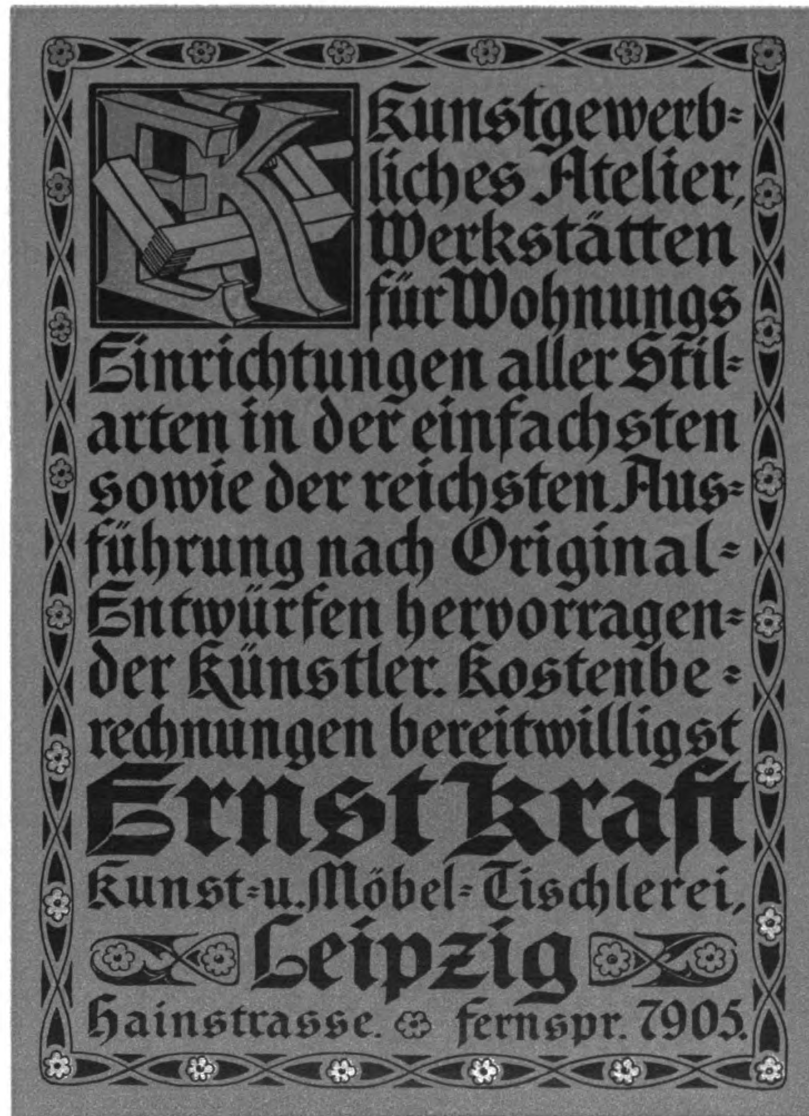 EK
Kunstgewerb=
liches Atelier,
Werkstätten
für Wohnungs
Einrichtungen aller Stil=
arten in der einfachsten
sowie der reichsten Aus=
führung nach Original=
Entwürfen hervorragen=
der Künstler. Kostenbe=
rechnungen bereitwilligst
Ernst Kraft
Kunst=u. Möbel=Tischlerei,
Leipzig
Hainstrasse. fernspr. 7905.